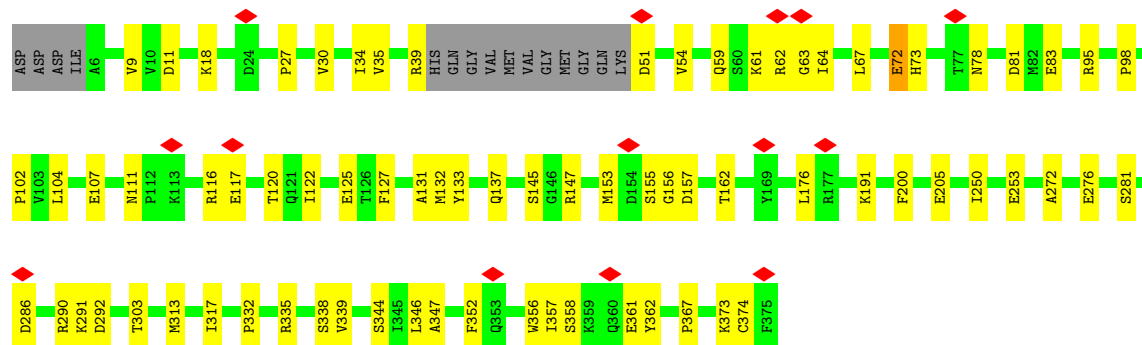 ASP ASP ASP ILE A6 V9 V10 D11 K18 D24 P27 V30 I34 V35 R39 HIS GLN GLY VAL MET VAL GLY MET GLY GLN LYS D51 V54 Q59 S60 K61 R62 G63 I64 L67 E72 H73 T77 N78 D81 M82 E83 R95 P98
P102 V103 L104 E107 N111 P112 K113 R116 E117 T120 Q121 I122 E125 T126 F127 A131 M132 Y133 Q137 S145 G146 R147 M153 D154 S155 G156 D157 T162 Y169 L176 R177 K191 F200 E205 I250 E253 A272 E276 S281
D286 R290 K291 D292 T303 M313 I317 P332 R335 S338 V339 S344 I345 L346 A347 F352 Q353 W356 I357 S358 K359 Q360 E361 Y362 P367 K373 C374 F375